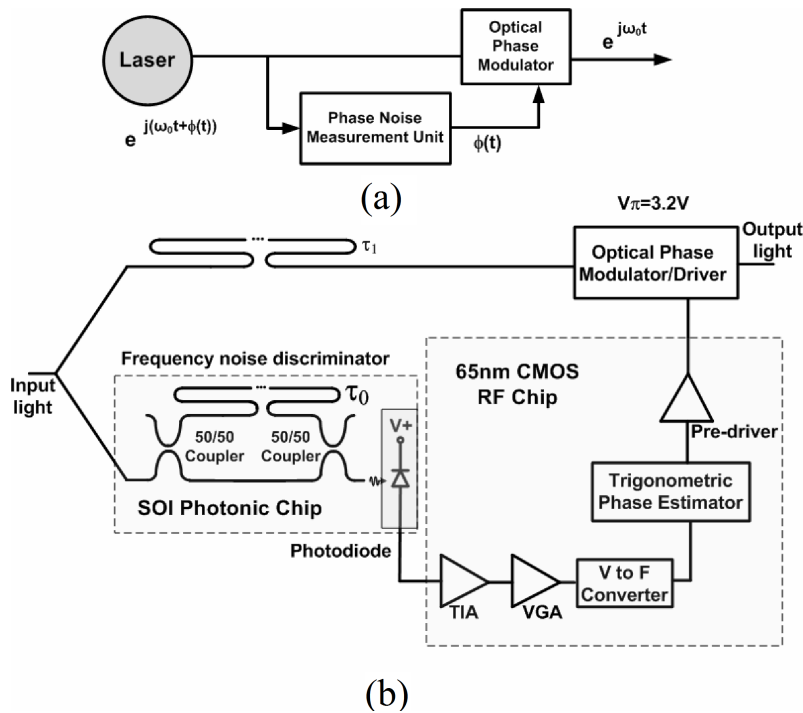 Laser
Optical
Phase
Modulator
e jω₀t
e j(ω₀t+ϕ(t))
Phase Noise
Measurement Unit
ϕ(t)
(a)
Vπ=3.2V
...
τ₁
Optical Phase
Modulator/Driver
Output
light
Input
light
Frequency noise discriminator
...
τ₀
50/50
Coupler
50/50
Coupler
V+
SOI Photonic Chip
Photodiode
65nm CMOS
RF Chip
Pre-driver
Trigonometric
Phase Estimator
V to F
Converter
TIA
VGA
(b)